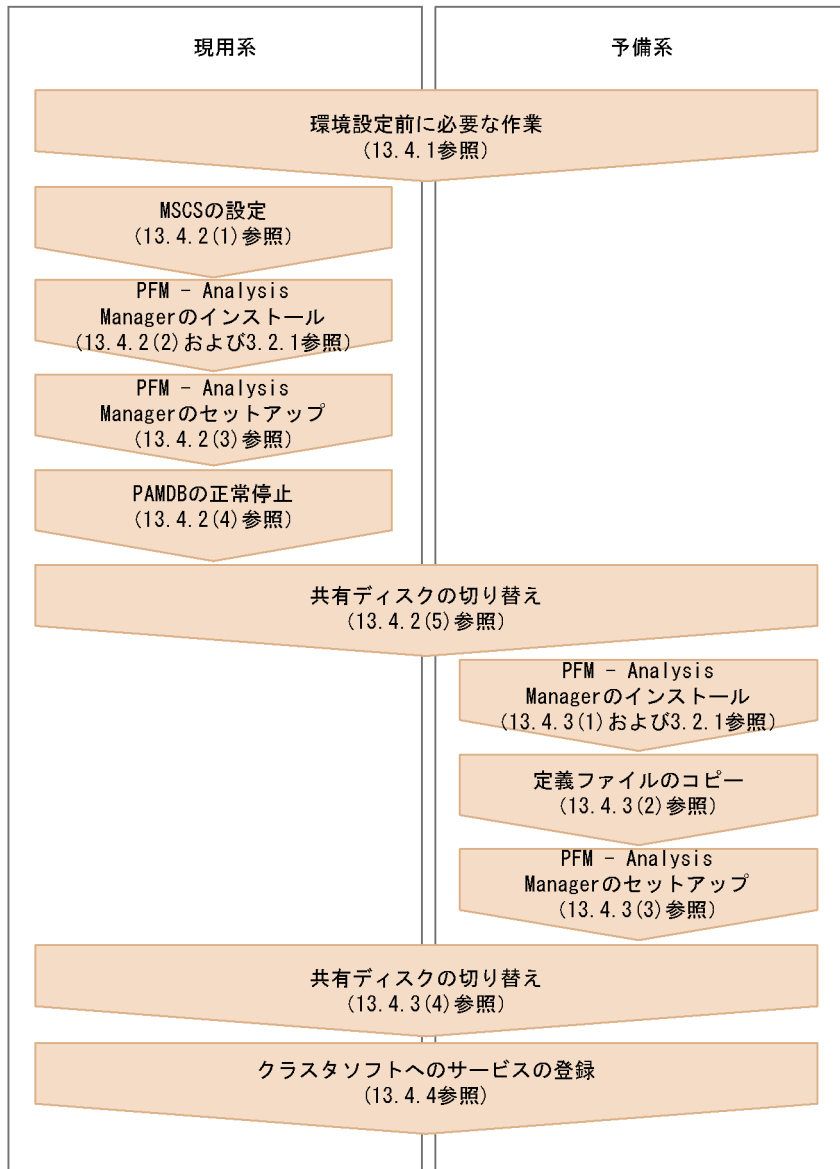 現用系
予備系
環境設定前に必要な作業
(13.4.1参照)
MSCSの設定
(13.4.2(1)参照)
PFM - Analysis
Managerのインストール
(13.4.2(2)および3.2.1参照)
PFM - Analysis
Managerのセットアップ
(13.4.2(3)参照)
PAMDBの正常停止
(13.4.2(4)参照)
共有ディスクの切り替え
(13.4.2(5)参照)
PFM - Analysis
Managerのインストール
(13.4.3(1)および3.2.1参照)
定義ファイルのコピー
(13.4.3(2)参照)
PFM - Analysis
Managerのセットアップ
(13.4.3(3)参照)
共有ディスクの切り替え
(13.4.3(4)参照)
クラスタソフトへのサービスの登録
(13.4.4参照)